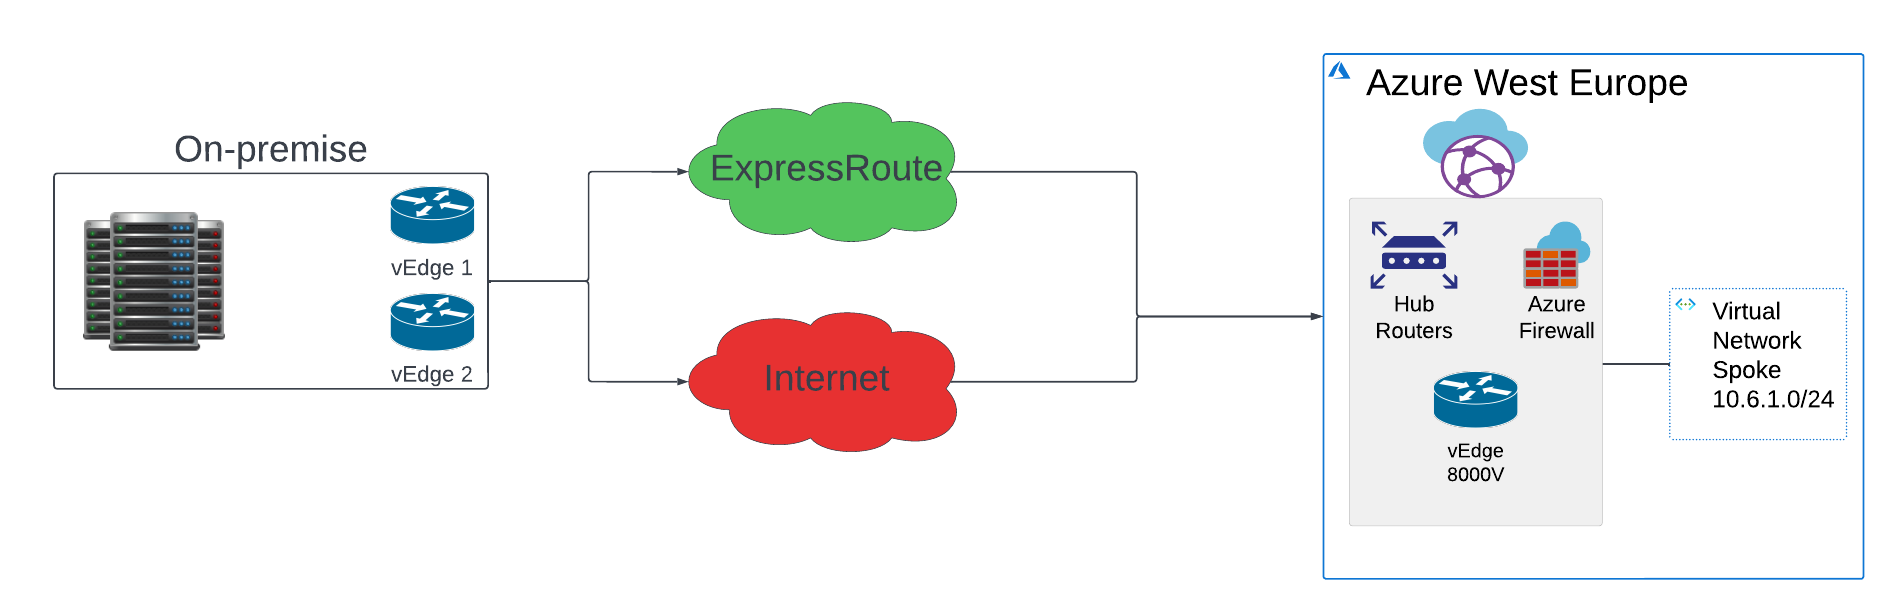 On-premise
vEdge 1
vEdge 2
ExpressRoute
Internet
Azure West Europe
Hub
Routers
Azure
Firewall
vEdge
8000V
Virtual
Network
Spoke
10.6.1.0/24